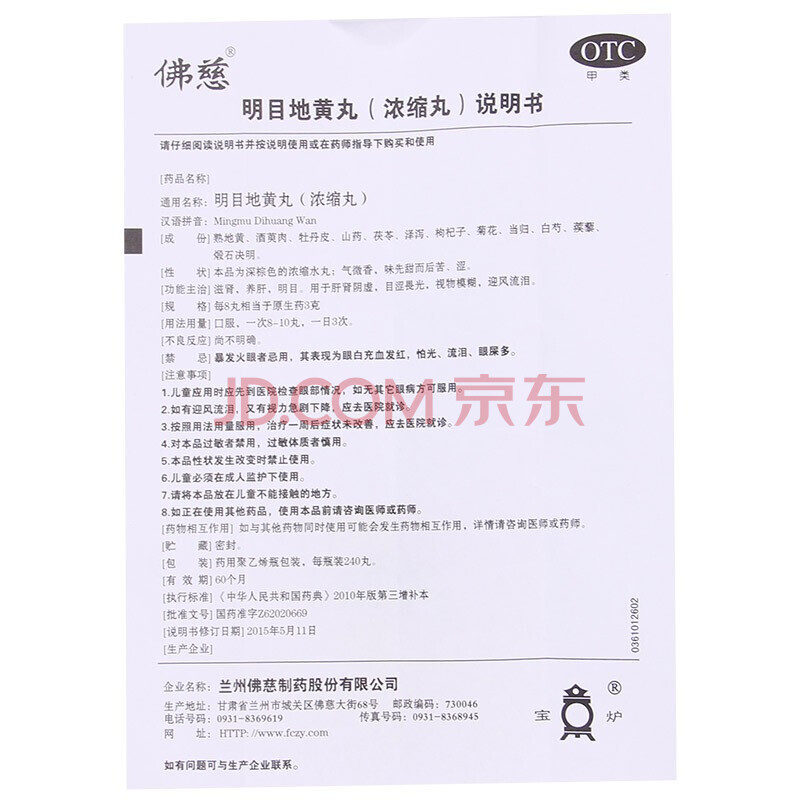 佛慈®
OTC
甲类
明目地黄丸（浓缩丸）说明书
请仔细阅读说明书并按说明使用或在药师指导下购买和使用
[药品名称]
通用名称：明目地黄丸（浓缩丸）
汉语拼音：Mingmu Dihuang Wan
[成 份] 熟地黄、酒萸肉、牡丹皮、山药、茯苓、泽泻、枸杞子、菊花、当归、白芍、蒺藜、
煅石决明。
[性 状] 本品为深棕色的浓缩水丸；气微香，味先甜而后苦、涩。
[功能主治] 滋肾，养肝，明目。用于肝肾阴虚，目涩畏光，视物模糊，迎风流泪。
[规 格] 每8丸相当于原生药3克
[用法用量] 口服，一次8-10丸，一日3次。
[不良反应] 尚不明确。
[禁 忌] 暴发火眼者忌用，其表现为眼白充血发红，怕光、流泪、眼屎多。
[注意事项]
1.儿童应用时应先到医院检查眼部情况，如无其它眼病方可服用。
2.如有迎风流泪，又有视力急剧下降，应去医院就诊。
3.按照用法用量服用，治疗一周后症状未改善，应去医院就诊。
4.对本品过敏者禁用，过敏体质者慎用。
5.本品性状发生改变时禁止使用。
6.儿童必须在成人监护下使用。
7.请将本品放在儿童不能接触的地方。
8.如正在使用其他药品，使用本品前请咨询医师或药师。
[药物相互作用] 如与其他药物同时使用可能会发生药物相互作用，详情请咨询医师或药师。
[贮 藏] 密封。
[包 装] 药用聚乙烯瓶包装，每瓶装240丸。
[有 效 期] 60个月
[执行标准] 《中华人民共和国药典》2010年版第三增补本
[批准文号] 国药准字Z62020669
[说明书修订日期] 2015年5月11日
[生产企业]
企业名称：兰州佛慈制药股份有限公司
生产地址：甘肃省兰州市城关区佛慈大街68号 邮政编码：730046
电话号码：0931-8369619 传真号码：0931-8368945
网 址：HTTP://www.fczy.com
如有问题可与生产企业联系。
宝炉®
0361012602
JD.COM 京东